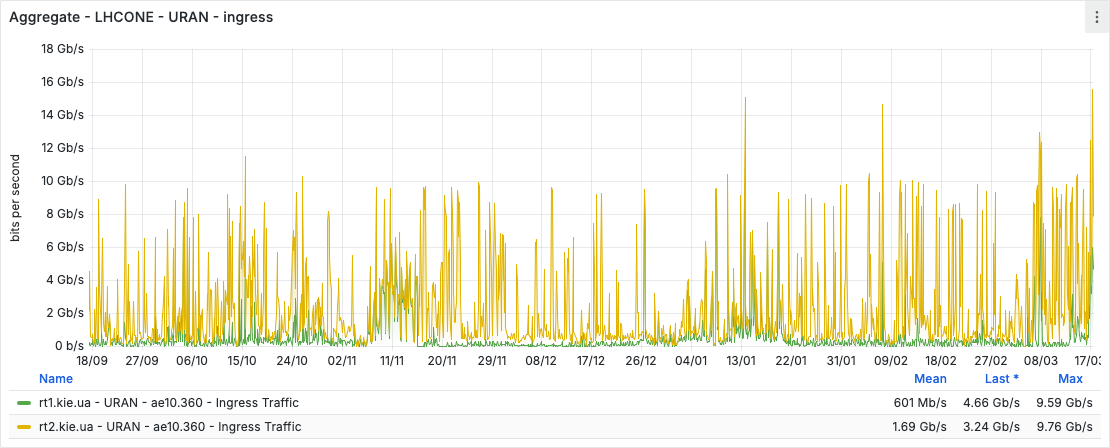 Aggregate - LHCONE - URAN - ingress
bits per second
18 Gb/s
16 Gb/s
14 Gb/s
12 Gb/s
10 Gb/s
8 Gb/s
6 Gb/s
4 Gb/s
2 Gb/s
0 b/s
18/09 27/09 06/10 15/10 24/10 02/11 11/11 20/11 29/11 08/12 17/12 26/12 04/01 13/01 22/01 31/01 09/02 18/02 27/02 08/03 17/03
Name Mean Last * Max
rt1.kie.ua - URAN - ae10.360 - Ingress Traffic 601 Mb/s 4.66 Gb/s 9.59 Gb/s
rt2.kie.ua - URAN - ae10.360 - Ingress Traffic 1.69 Gb/s 3.24 Gb/s 9.76 Gb/s